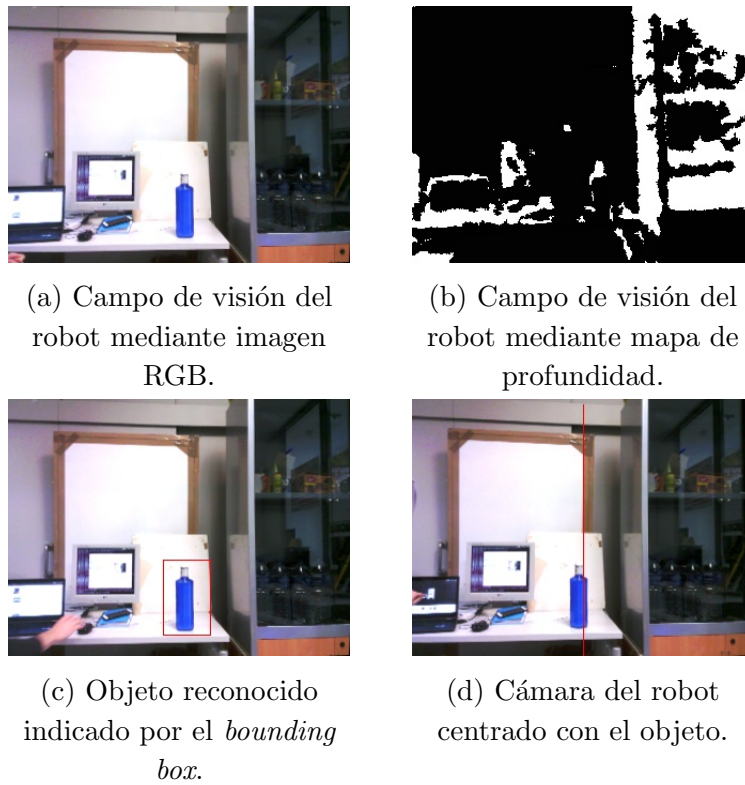 (a) Campo de visión del
robot mediante imagen
RGB.
(b) Campo de visión del
robot mediante mapa de
profundidad.
(c) Objeto reconocido
indicado por el bounding
box.
(d) Cámara del robot
centrado con el objeto.